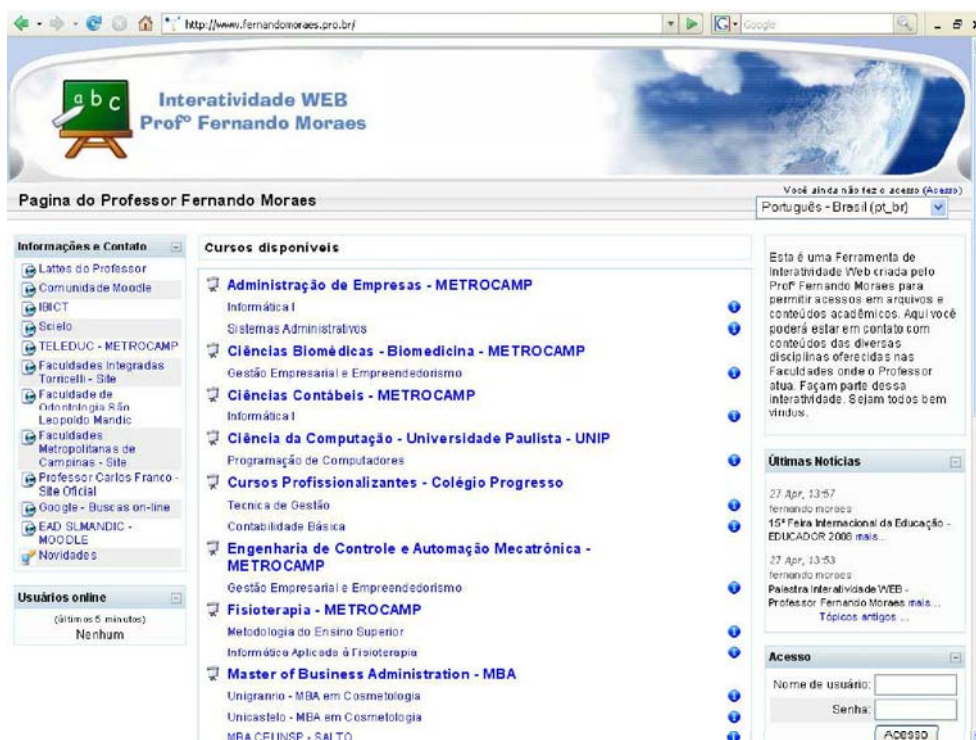 http://www.fernandomoraes.pro.br/
Google
a b c
Interatividade WEB
Profº Fernando Moraes
Pagina do Professor Fernando Moraes
Você ainda não fez o acesso (Acesso)
Português - Brasil (pt_br)
Informações e Contato
Lattes do Professor
Comunidade Moodle
IBICT
Scielo
TELEDUC - METROCAMP
Faculdades Integradas
Torricelli - Site
Faculdade de
Odontologia São
Leopoldo Mandic
Faculdades
Metropolitanas de
Campinas - Site
Professor Carlos Franco -
Site Oficial
Google - Buscas on-line
EAD SLMANDIC -
MOODLE
Novidades
Usuários online
(últimos 5 minutos)
Nenhum
Cursos disponíveis
Administração de Empresas - METROCAMP
Informática I
Sistemas Administrativos
Ciências Biomédicas - Biomedicina - METROCAMP
Gestão Empresarial e Empreendedorismo
Ciências Contábeis - METROCAMP
Informática I
Ciência da Computação - Universidade Paulista - UNIP
Programação de Computadores
Cursos Profissionalizantes - Colégio Progresso
Tecnica de Gestão
Contabilidade Básica
Engenharia de Controle e Automação Mecatrônica -
METROCAMP
Gestão Empresarial e Empreendedorismo
Fisioterapia - METROCAMP
Metodologia do Ensino Superior
Informática Aplicada à Fisioterapia
Master of Business Administration - MBA
Unigranrio - MBA em Cosmetologia
Unicastelo - MBA em Cosmetologia
MBA CEUNSP - SALTO
Esta é uma Ferramenta de
Interatividade Web criada pelo
Profº Fernando Moraes para
permitir acessos em arquivos e
conteúdos acadêmicos. Aqui você
poderá estar em contato com
conteúdos das diversas
disciplinas oferecidas nas
Faculdades onde o Professor
atua. Façam parte dessa
interatividade. Sejam todos bem
vindos.
Últimas Notícias
27 Apr, 13:57
fernando moraes
15ª Feira Internacional da Educação -
EDUCADOR 2008 mais...
27 Apr, 13:53
fernando moraes
Palestra Interatividade WEB -
Professor Fernando Moraes mais...
Tópicos antigos ...
Acesso
Nome de usuário:
Senha:
Acesso